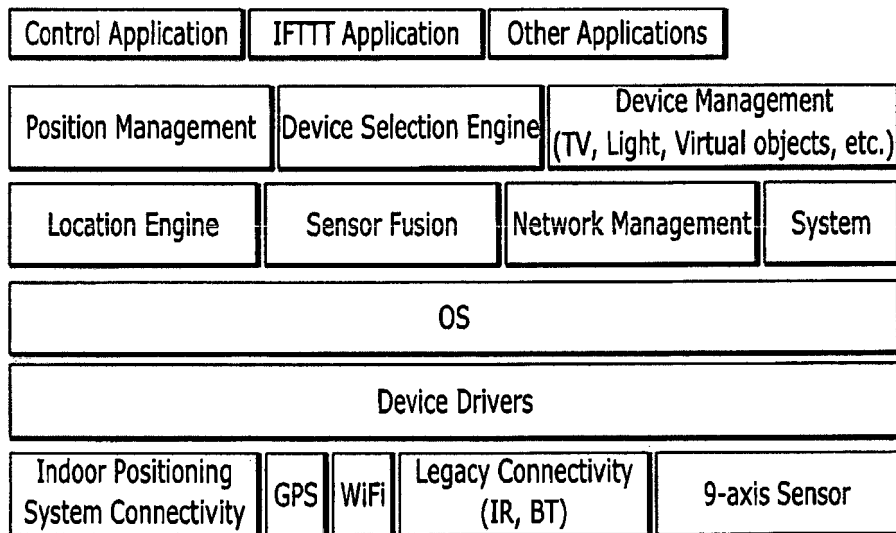 Control Application
IFTTT Application
Other Applications
Position Management
Device Selection Engine
Device Management
(TV, Light, Virtual objects, etc.)
Location Engine
Sensor Fusion
Network Management
System
OS
Device Drivers
Indoor Positioning
System Connectivity
GPS
WiFi
Legacy Connectivity
(IR, BT)
9-axis Sensor